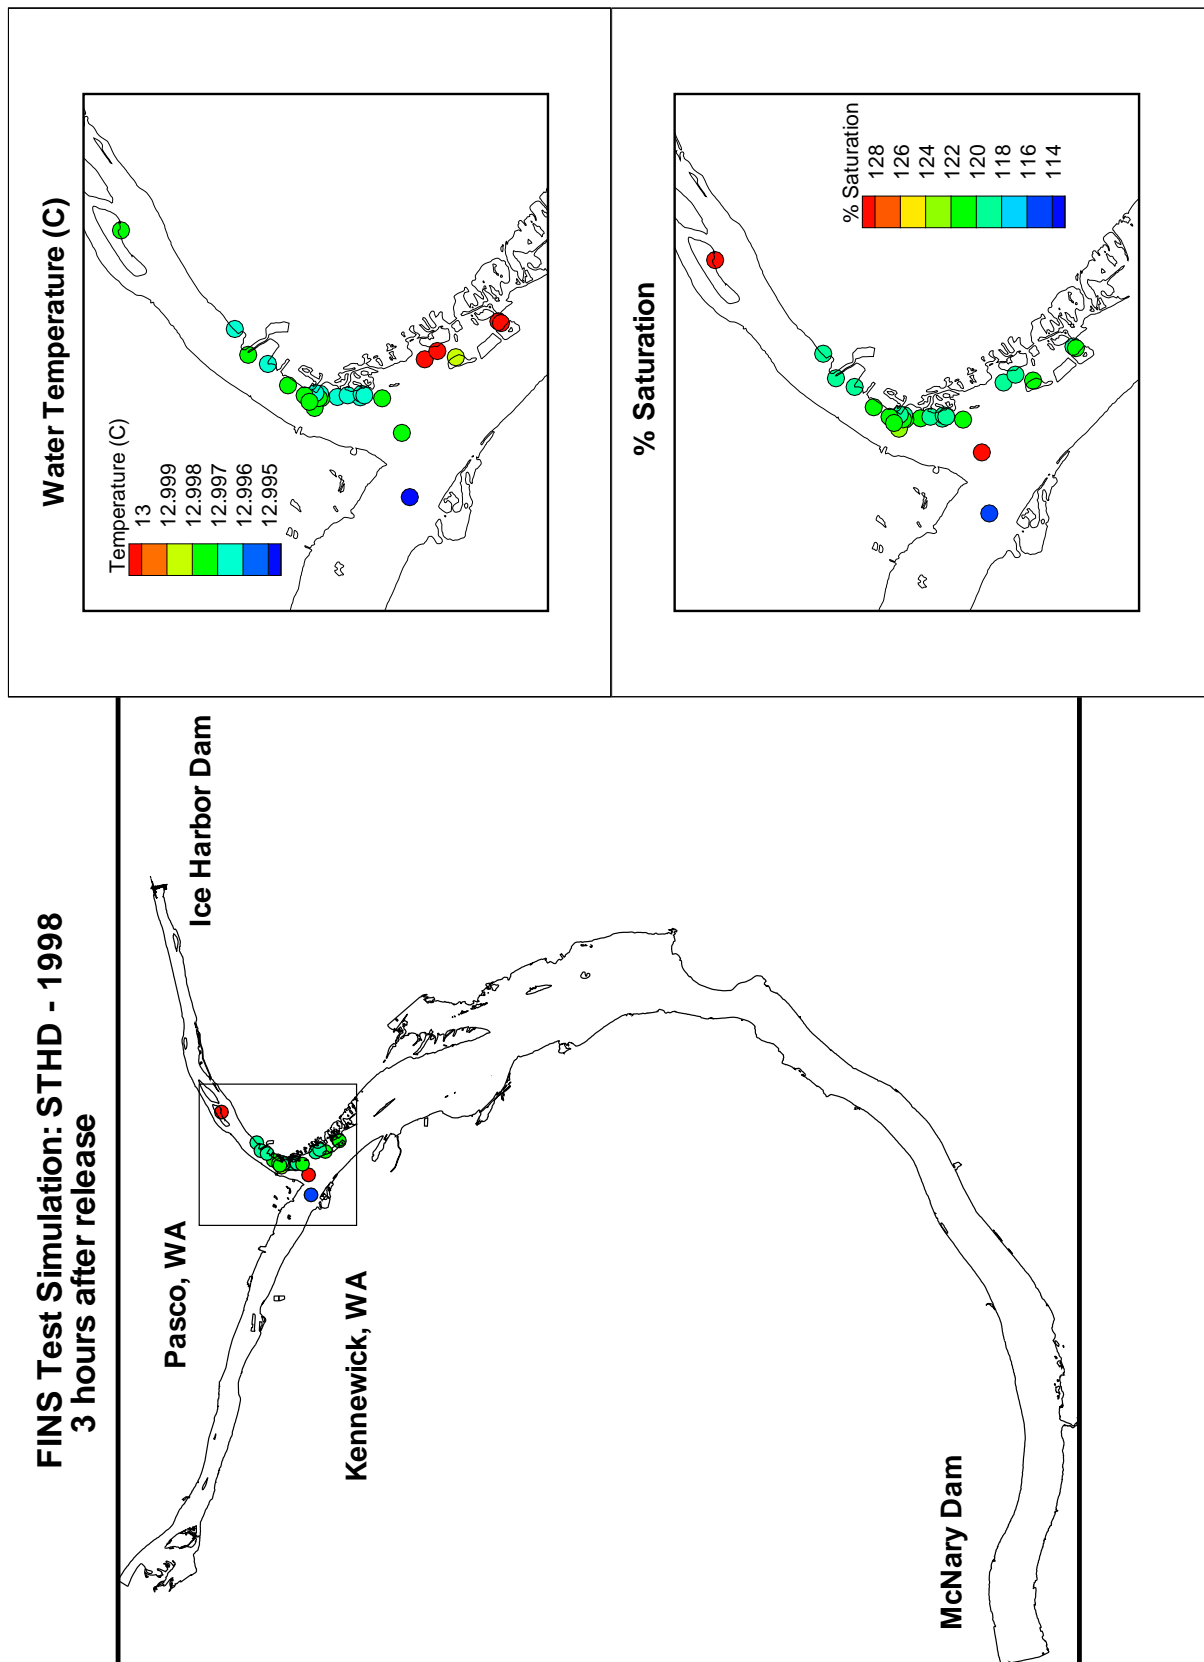 FINS Test Simulation: STHD - 1998
3 hours after release
Ice Harbor Dam
Pasco, WA
Kennewick, WA
McNary Dam
Water Temperature (C)
Temperature (C)
13
12.999
12.998
12.997
12.996
12.995
% Saturation
% Saturation
128
126
124
122
120
118
116
114